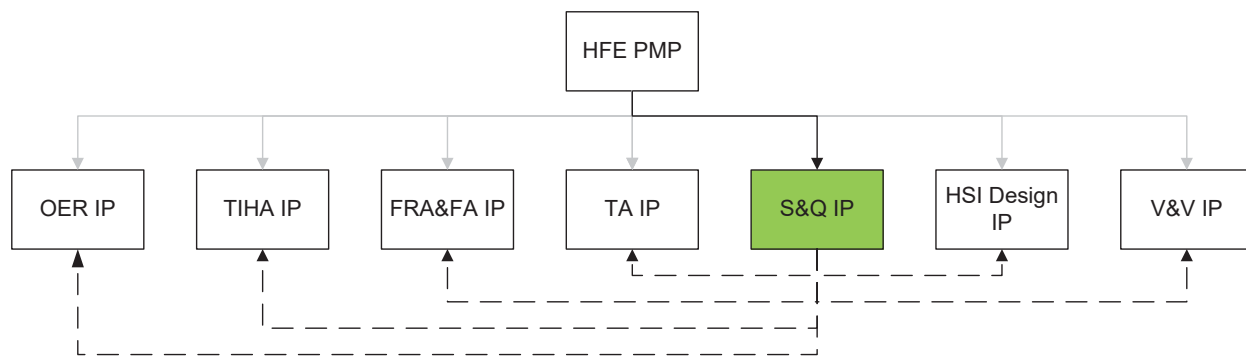 HFE PMP
OER IP
TIHA IP
FRA&FA IP
TA IP
S&Q IP
HSI Design
IP
V&V IP